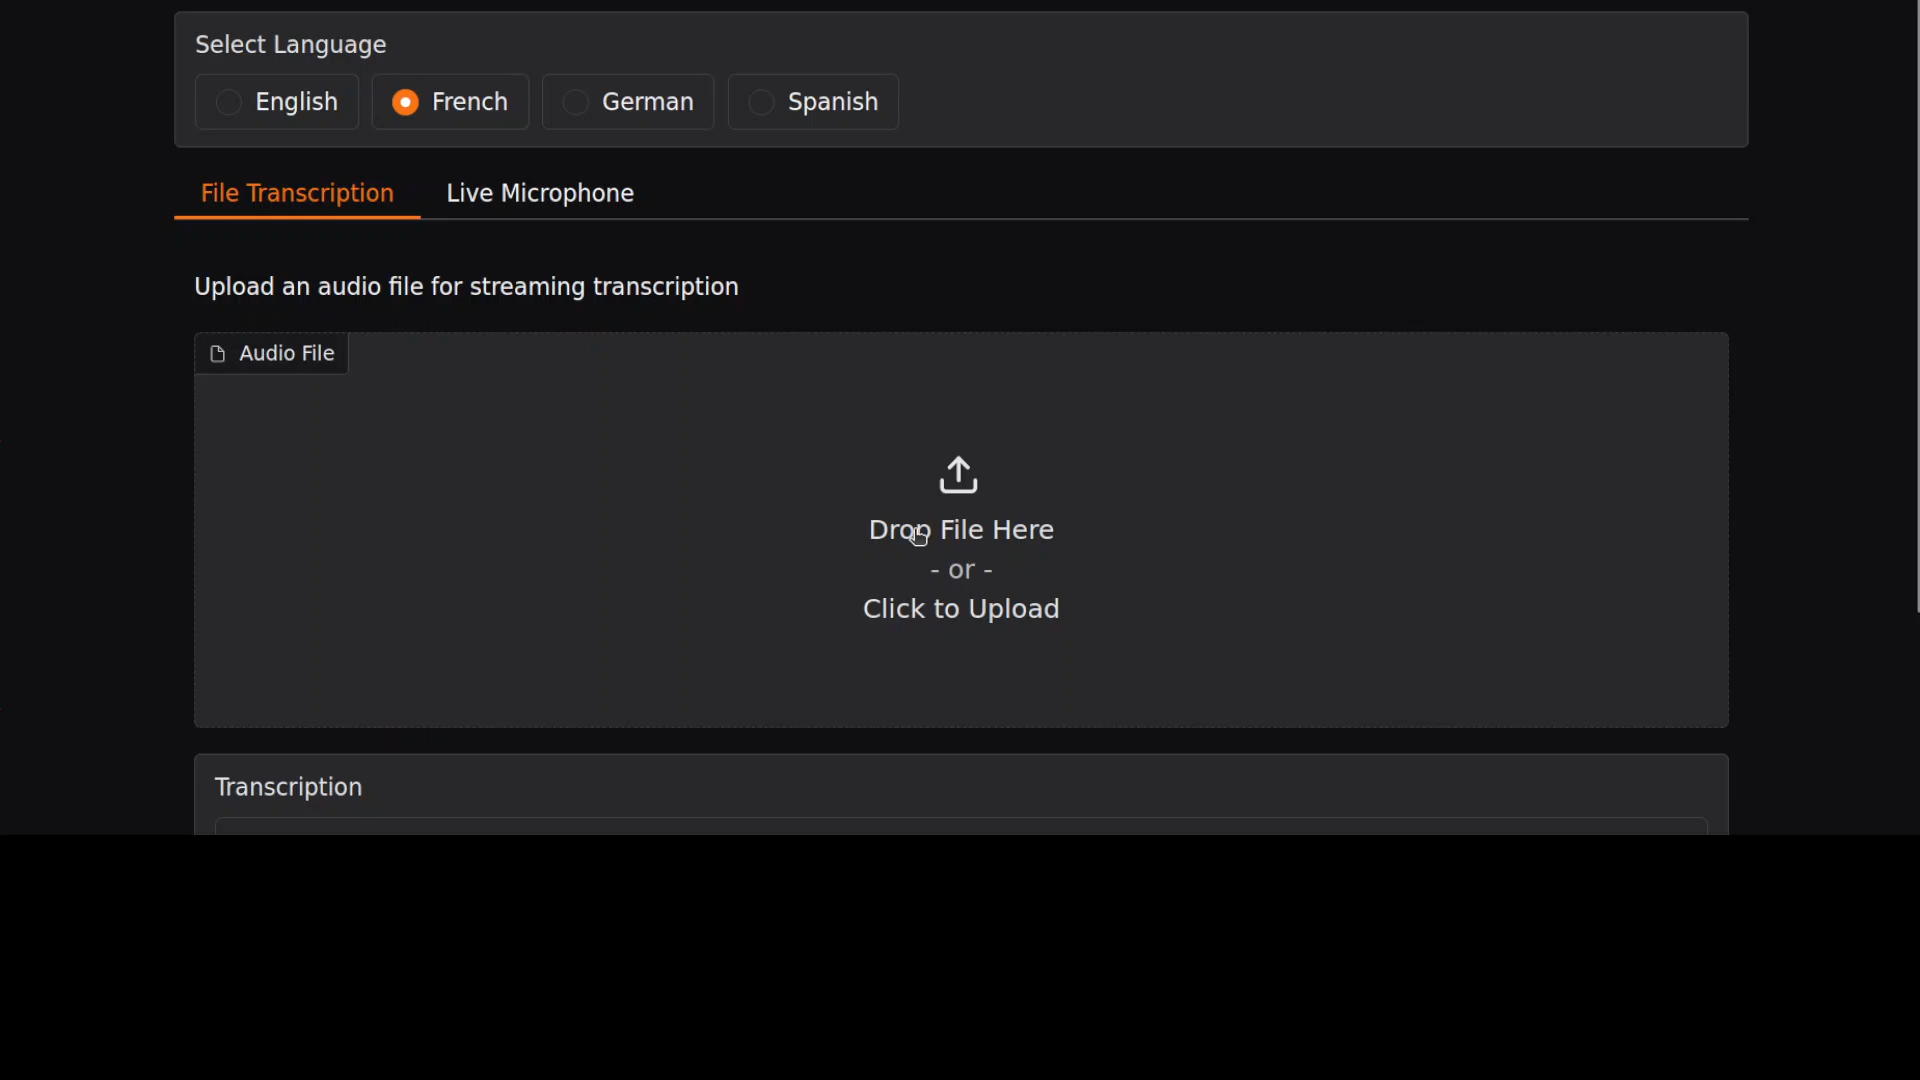 Select Language
English French German Spanish
File Transcription Live Microphone
Upload an audio file for streaming transcription
Audio File
Drop File Here
- or -
Click to Upload
Transcription